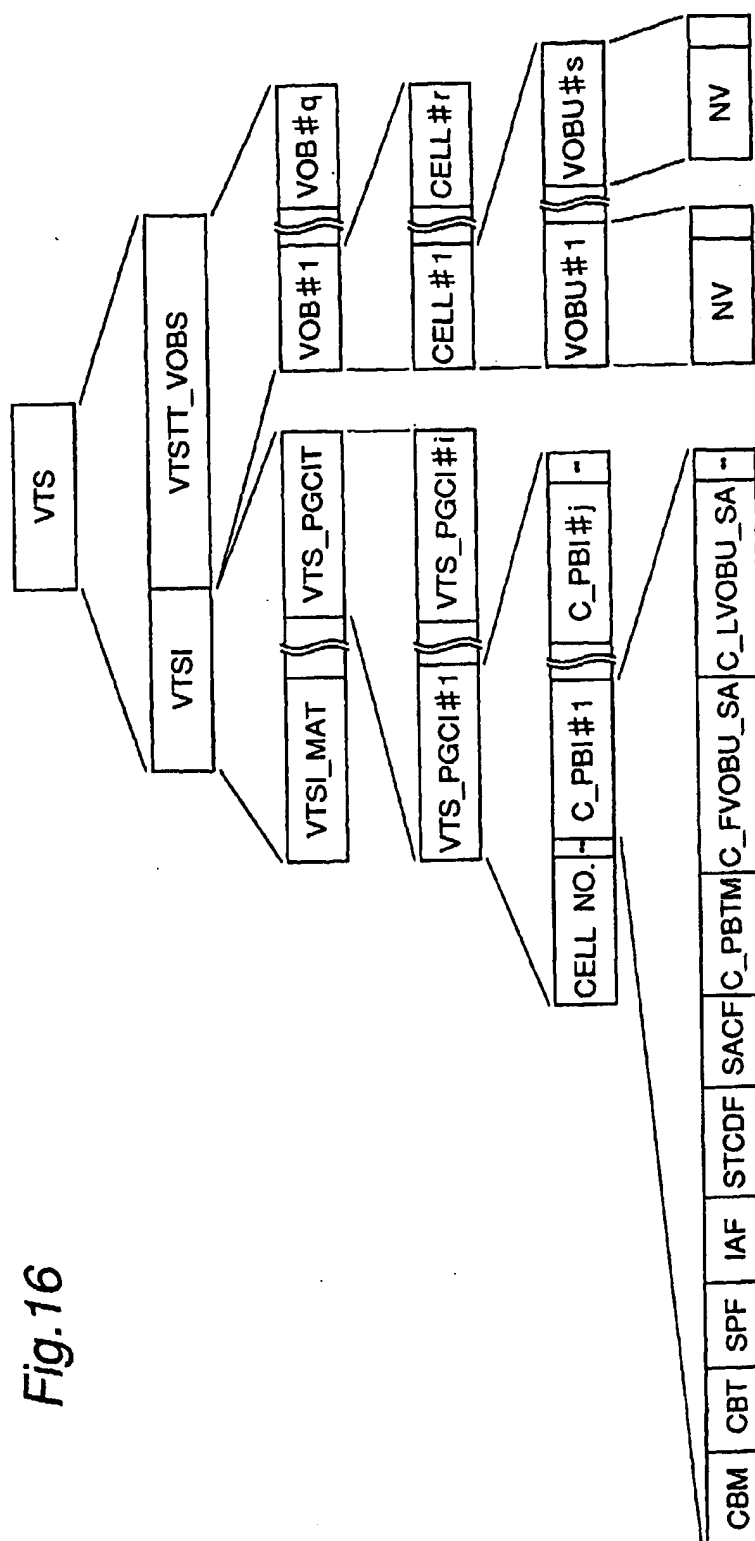 Fig.16
VTS
VTSI VTSTT_VOBS
VTSI_MAT VTS_PGCIT VOB#1 VOB#q
VTS_PGCI#1 VTS_PGCI#i CELL#1 CELL#r
CELL NO. -- C_PBI#1 C_PBI#j -- VOBU#1 VOBU#s
CBM CBT SPF IAF STCDF SACF C_PBTM C_FVOBU_SA C_LVOBU_SA -- NV NV